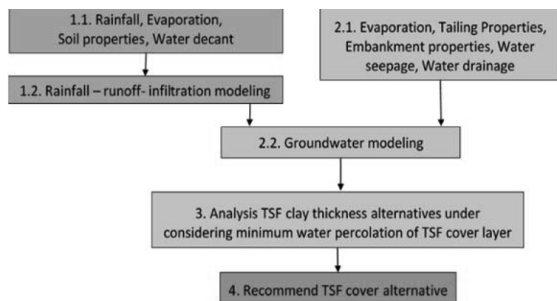 1.1. Rainfall, Evaporation,
Soil properties, Water decant
2.1. Evaporation, Tailing Properties,
Embankment properties, Water
seepage, Water drainage
1.2. Rainfall – runoff- infiltration modeling
2.2. Groundwater modeling
3. Analysis TSF clay thickness alternatives under
considering minimum water percolation of TSF cover layer
4. Recommend TSF cover alternative